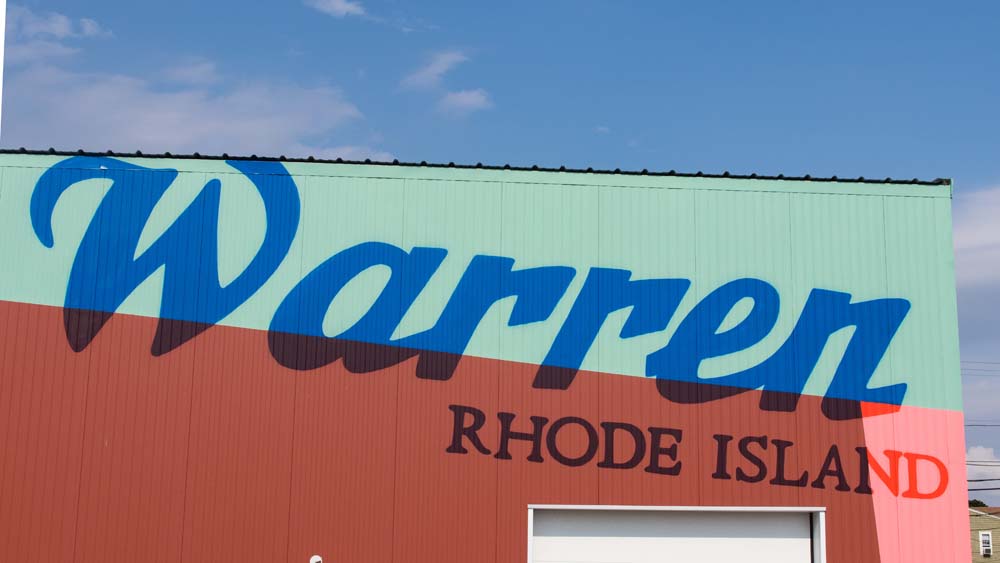 Warren
RHODE ISLAND